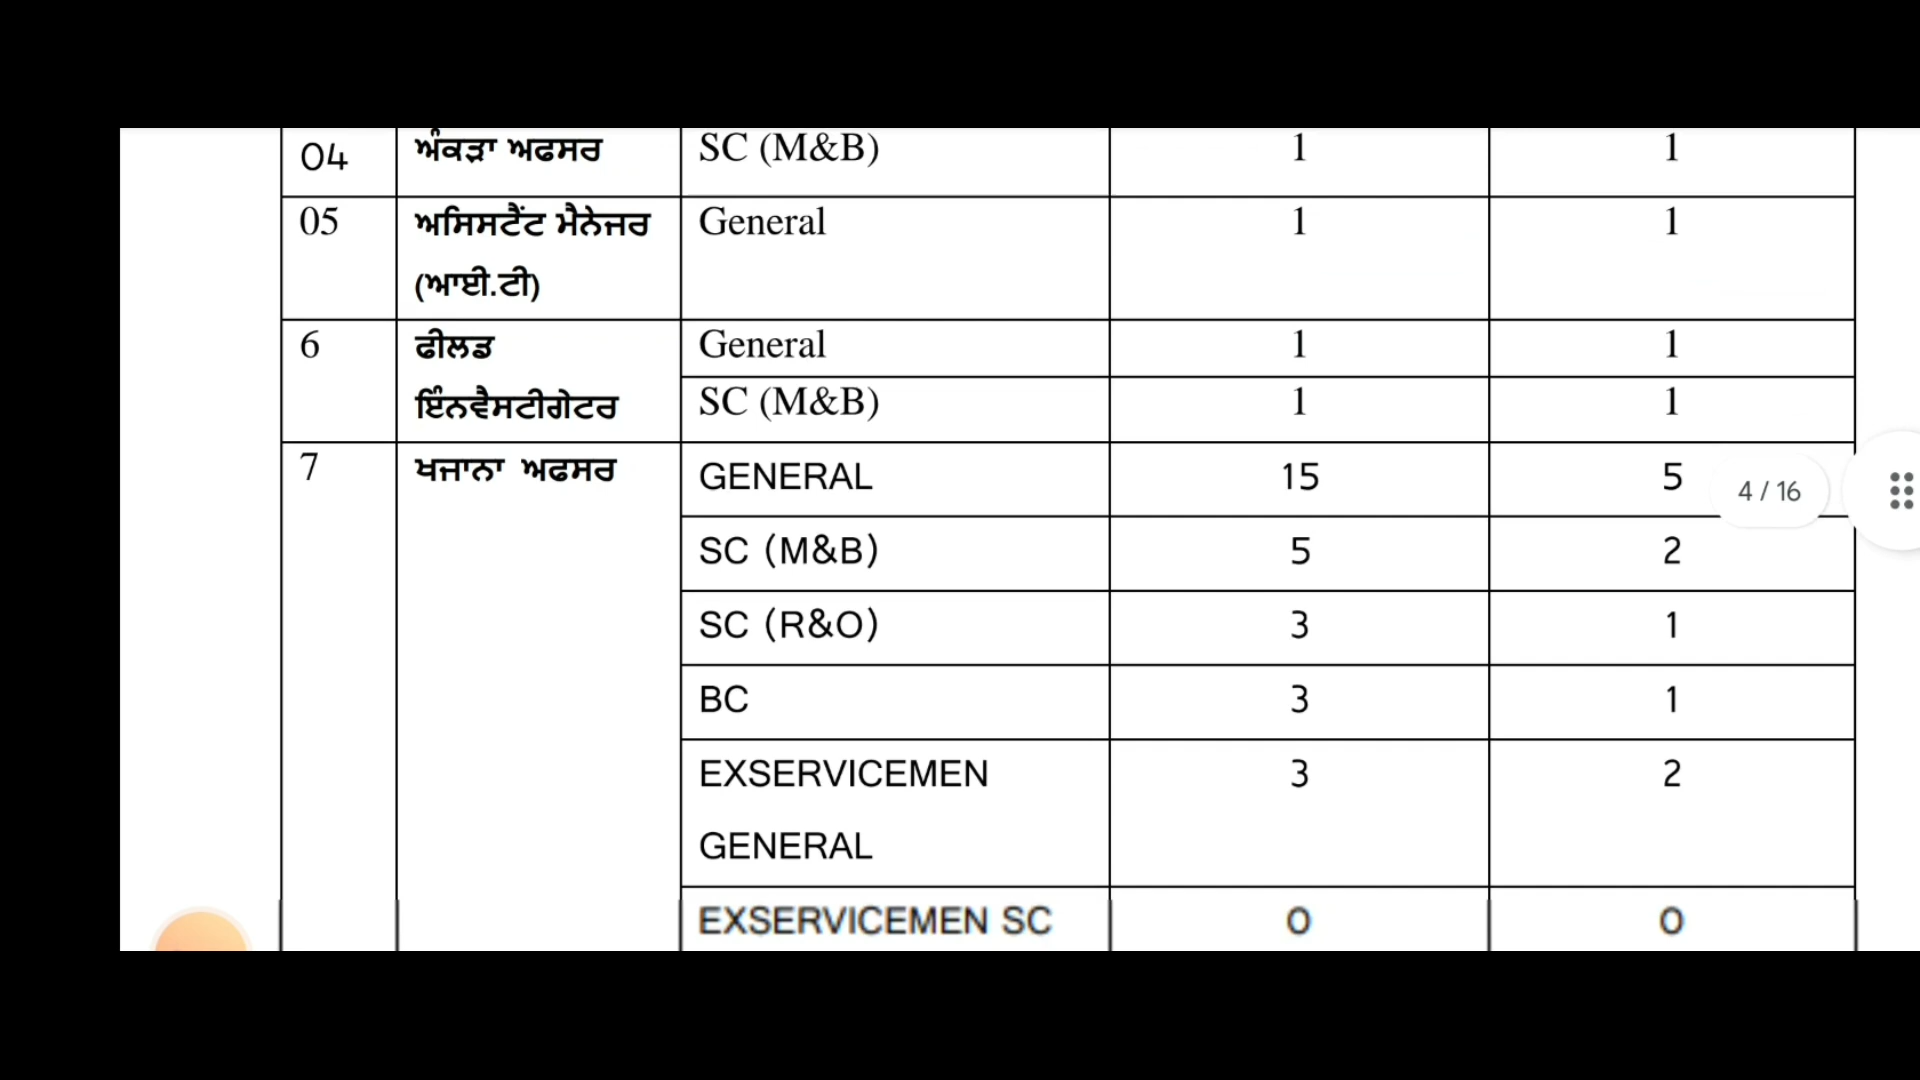 04 ਅੰਕੜਾ ਅਫਸਰ SC (M&B) 1 1
05 ਅਸਿਸਟੈਂਟ ਮੈਨੇਜਰ General 1 1
(ਆਈ.ਟੀ)
6 ਫੀਲਡ General 1 1
ਇੰਨਵੈਸਟੀਗੇਟਰ SC (M&B) 1 1
7 ਖਜਾਨਾ ਅਫਸਰ GENERAL 15 5
4 / 16
SC (M&B) 5 2
SC (R&O) 3 1
BC 3 1
EXSERVICEMEN 3 2
GENERAL
EXSERVICEMEN SC 0 0